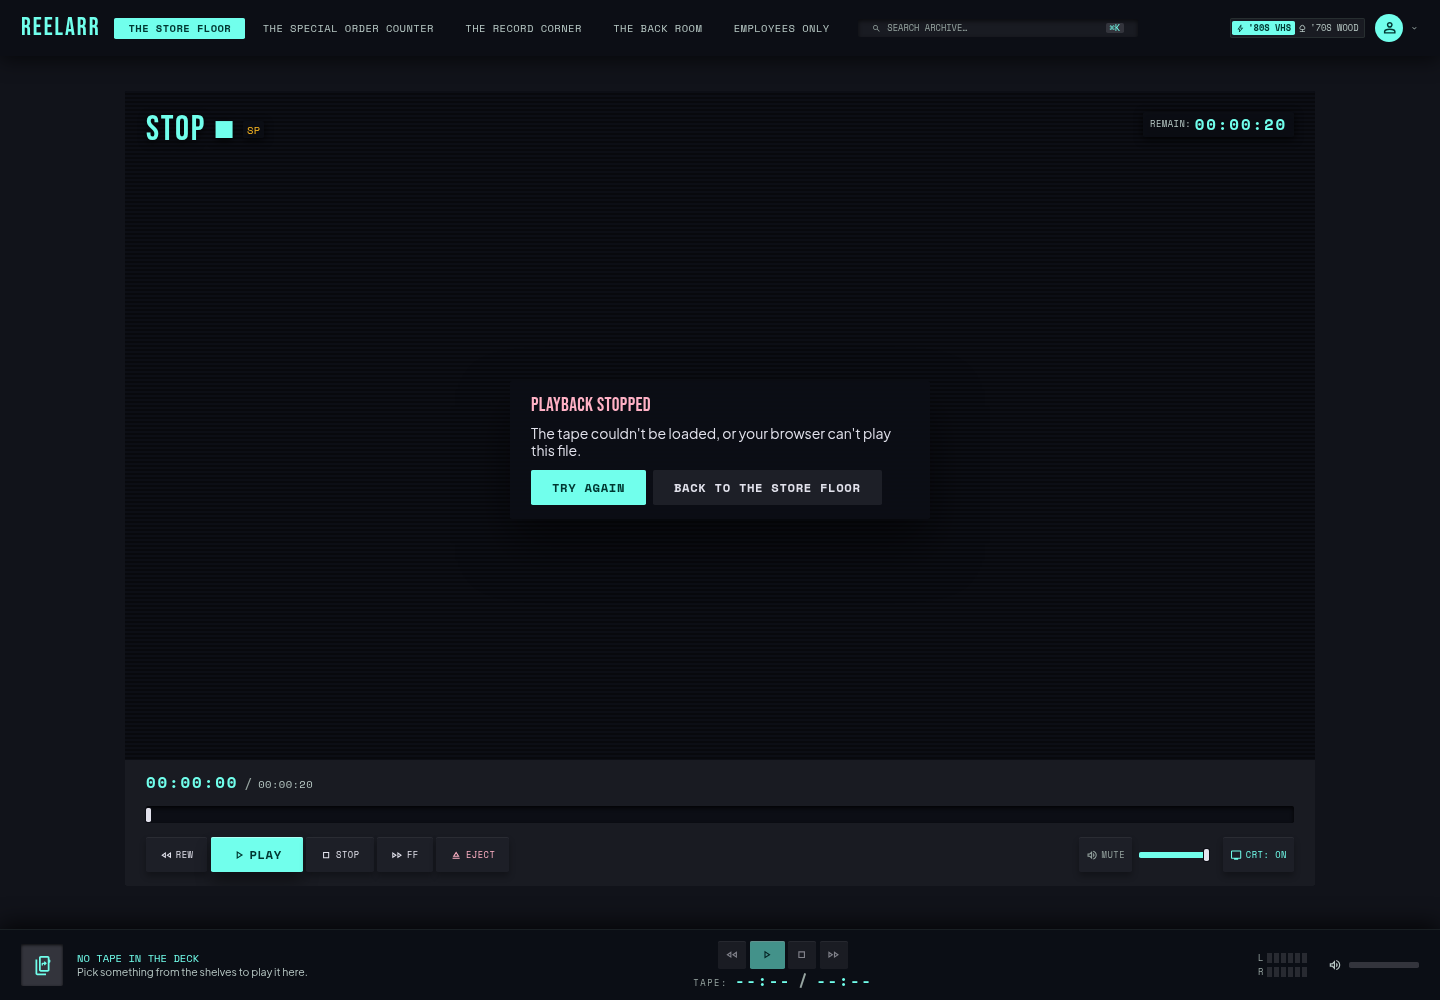 REELARR
THE STORE FLOOR
THE SPECIAL ORDER COUNTER
THE RECORD CORNER
THE BACK ROOM
EMPLOYEES ONLY
SEARCH ARCHIVE…
⌘K
'80S VHS
'70S WOOD
STOP
SP
REMAIN: 00:00:20
PLAYBACK STOPPED
The tape couldn't be loaded, or your browser can't play
this file.
TRY AGAIN
BACK TO THE STORE FLOOR
00:00:00 / 00:00:20
REW
PLAY
STOP
FF
EJECT
MUTE
CRT: ON
NO TAPE IN THE DECK
Pick something from the shelves to play it here.
TAPE: --:-- / --:--
L
R